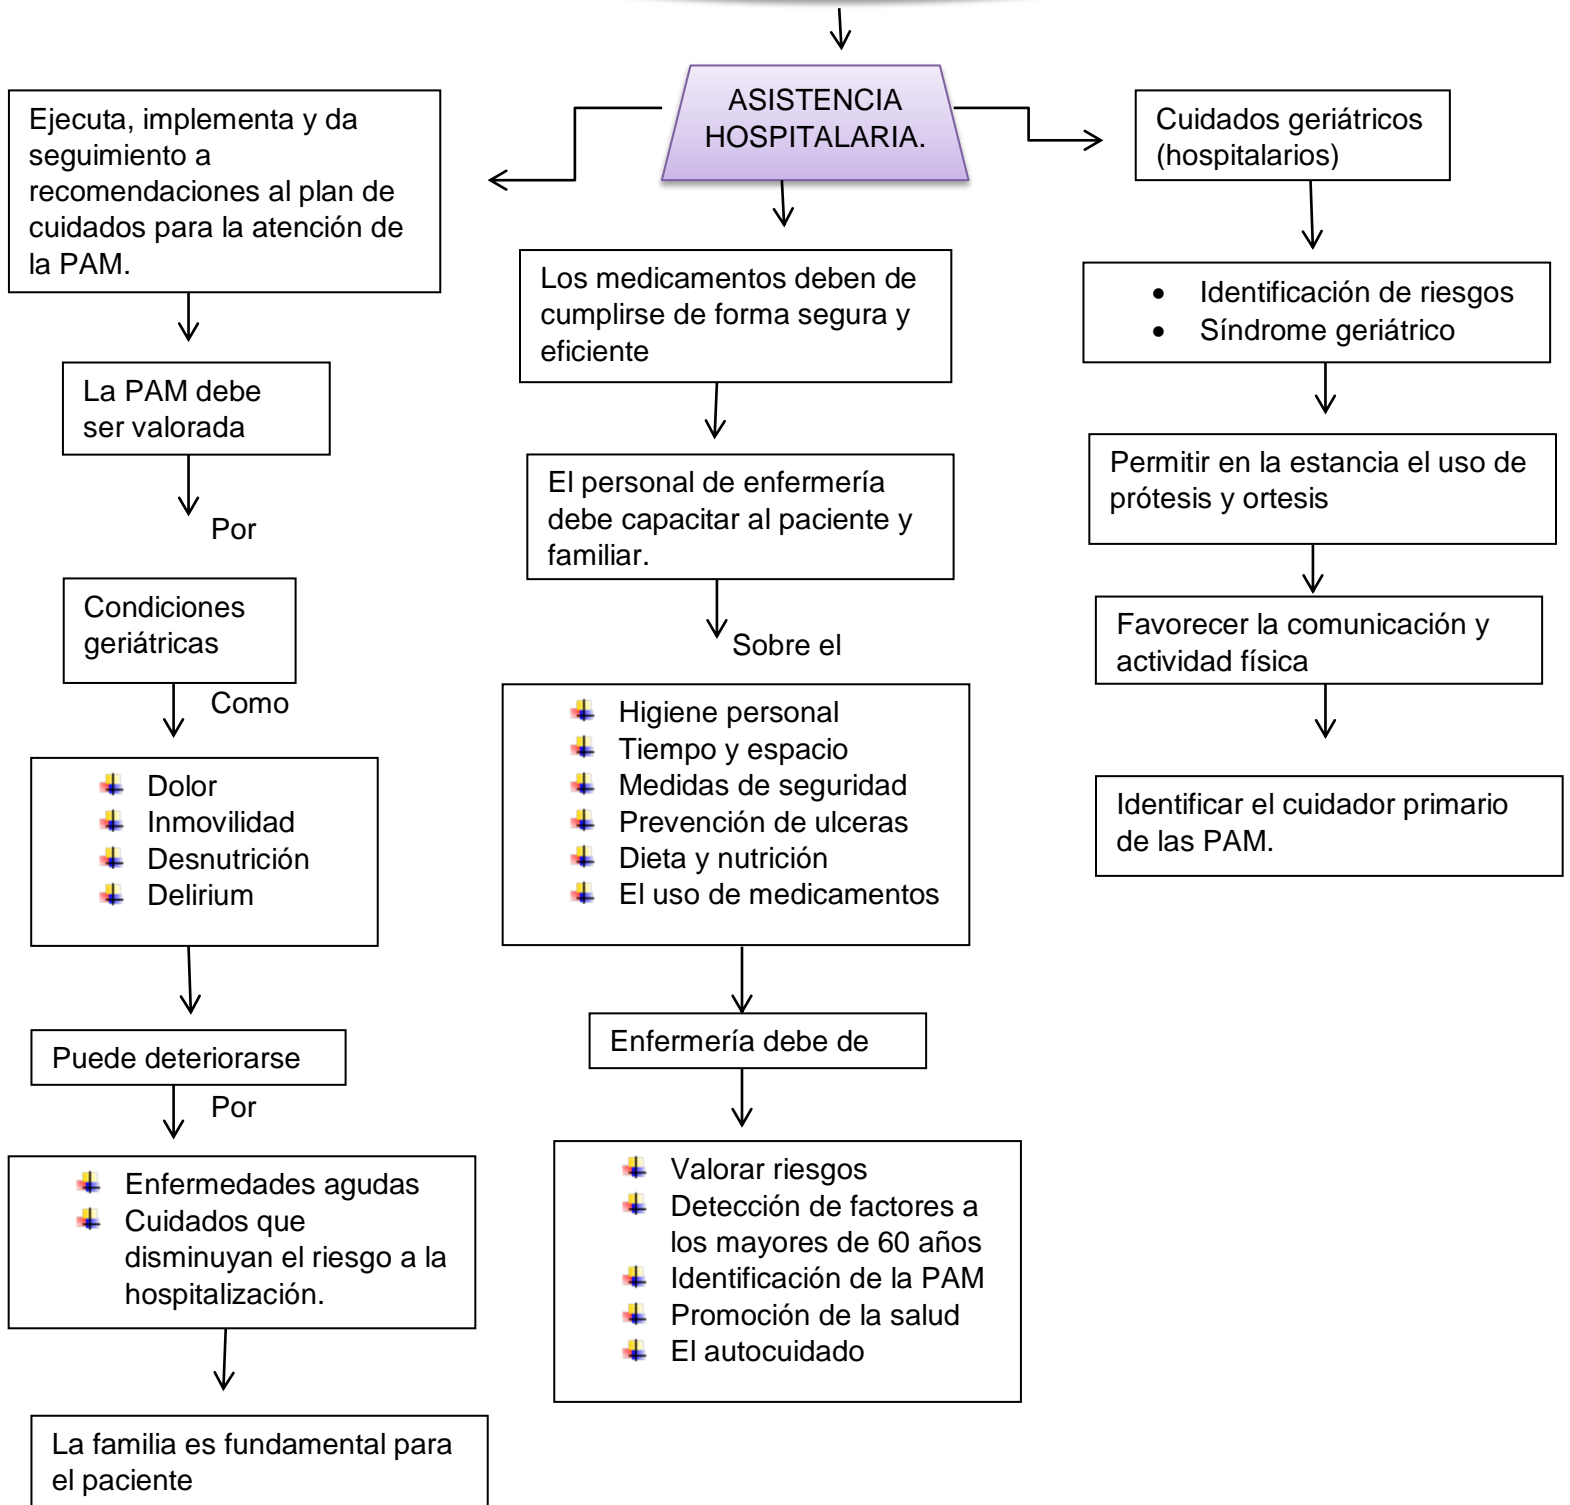 ASISTENCIA
HOSPITALARIA.
Ejecuta, implementa y da
seguimiento a
recomendaciones al plan de
cuidados para la atención de
la PAM.
La PAM debe
ser valorada
Por
Condiciones
geriátricas
Como
Dolor
Inmovilidad
Desnutrición
Delirium
Puede deteriorarse
Por
Enfermedades agudas
Cuidados que
disminuyan el riesgo a la
hospitalización.
La familia es fundamental para
el paciente
Los medicamentos deben de
cumplirse de forma segura y
eficiente
El personal de enfermería
debe capacitar al paciente y
familiar.
Sobre el
Higiene personal
Tiempo y espacio
Medidas de seguridad
Prevención de ulceras
Dieta y nutrición
El uso de medicamentos
Enfermería debe de
Valorar riesgos
Detección de factores a
los mayores de 60 años
Identificación de la PAM
Promoción de la salud
El autocuidado
Cuidados geriátricos
(hospitalarios)
• Identificación de riesgos
• Síndrome geriátrico
Permitir en la estancia el uso de
prótesis y ortesis
Favorecer la comunicación y
actividad física
Identificar el cuidador primario
de las PAM.